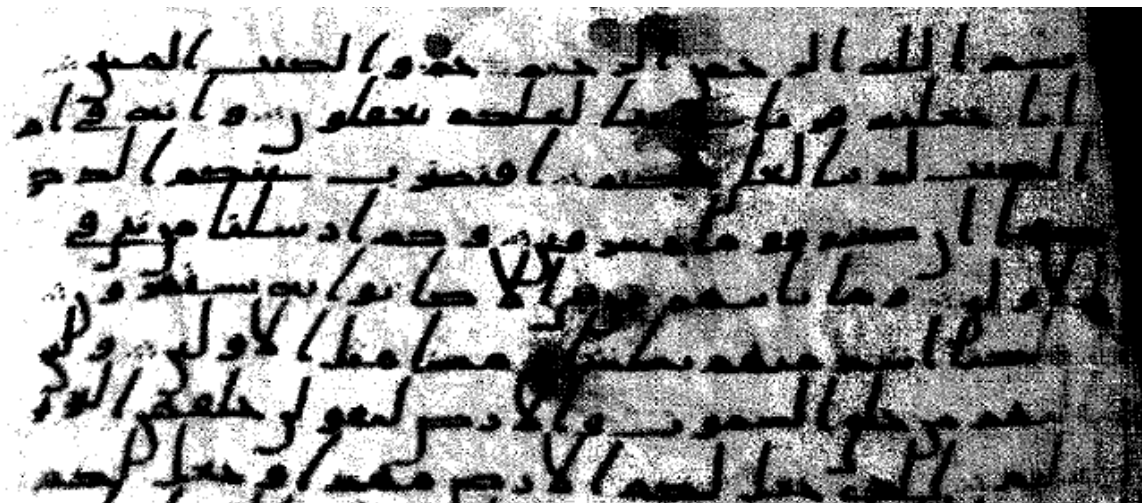 بسم الله الرحمن الرحيم حم والكتب المبين
انا جعلنه قرانا عربيا لعلكم تعقلون وانه في ام
الكتب لدينا لعلي حكيم افنضرب عنكم الذكر
صفحا ان كنتم قوما مسرفين وكم ارسلنا من نبي في
الاولين وما ياتيهم من نبي الا كانوا به يستهزون
فاهلكنا اشد منهم بطشا ومضى مثل الاولين ولئن
سالتهم من خلق السموت والارض ليقولن خلقهن العزيز
العليم الذي جعل لكم الارض مهدا وجعل لكم